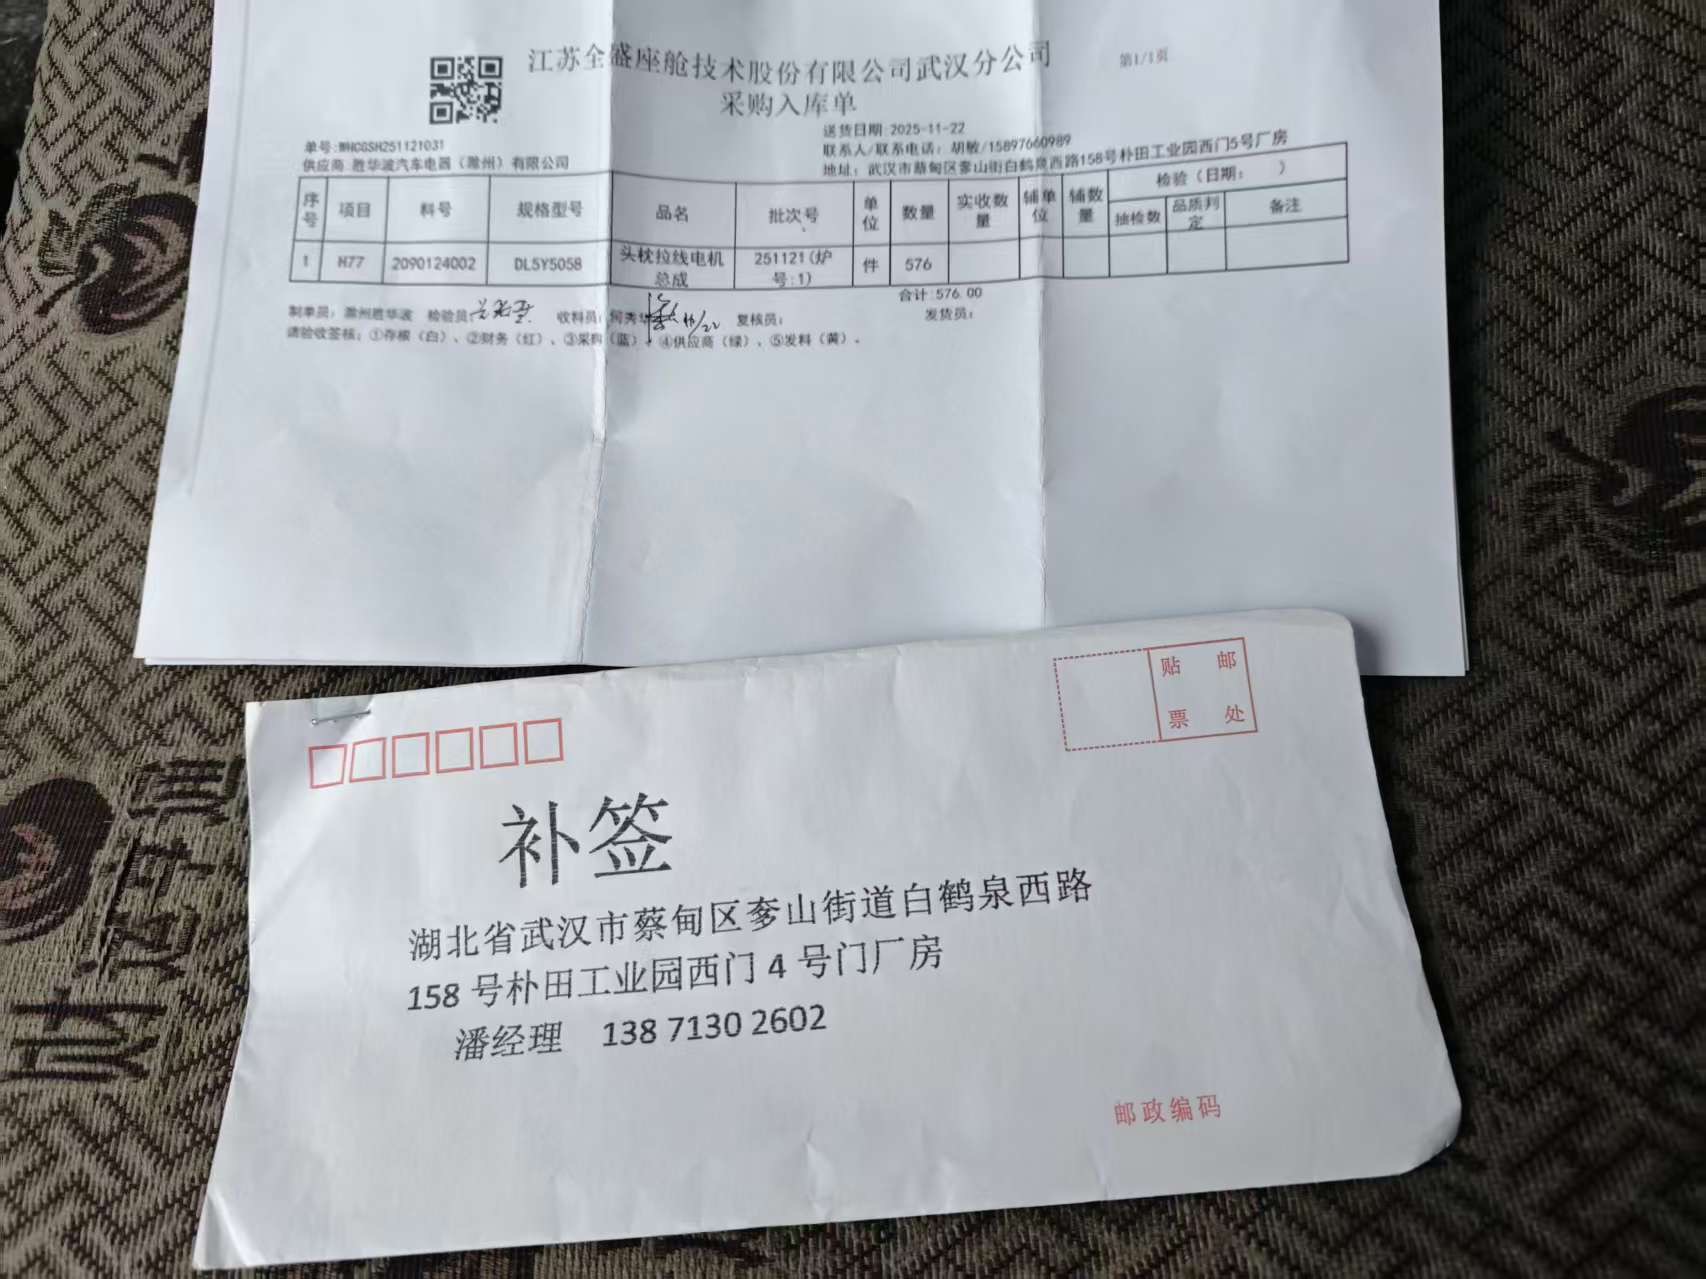 江苏全盛座舱技术股份有限公司武汉分公司
第1/1页
采购入库单
送货日期:2025-11-22
单号:WHCGSH251121031
联系人/联系电话: 胡敏/15897660989
供应商:胜华波汽车电器(滁州)有限公司
地址: 武汉市蔡甸区奓山街白鹤泉西路158号朴田工业园西门5号厂房
序号 项目 料号 规格型号 品名 批次号 单位 数量 实收数量 辅单位 辅数量 检验(日期: )
抽检数 品质判定 备注
1 H77 2090124002 DL5Y5058 头枕拉线电机总成 251121(炉号:1) 件 576
合计:576.00
制单员: 滁州胜华波 检验员: 收料员: 何秀华 11/22 复核员: 发货员:
请验收签核: ①存根(白)、②财务(红)、③采购(蓝)、④供应商(绿)、⑤发料(黄)。
贴 邮
票 处
补签
湖北省武汉市蔡甸区奓山街道白鹤泉西路
158 号朴田工业园西门 4 号门厂房
潘经理 138 7130 2602
邮政编码